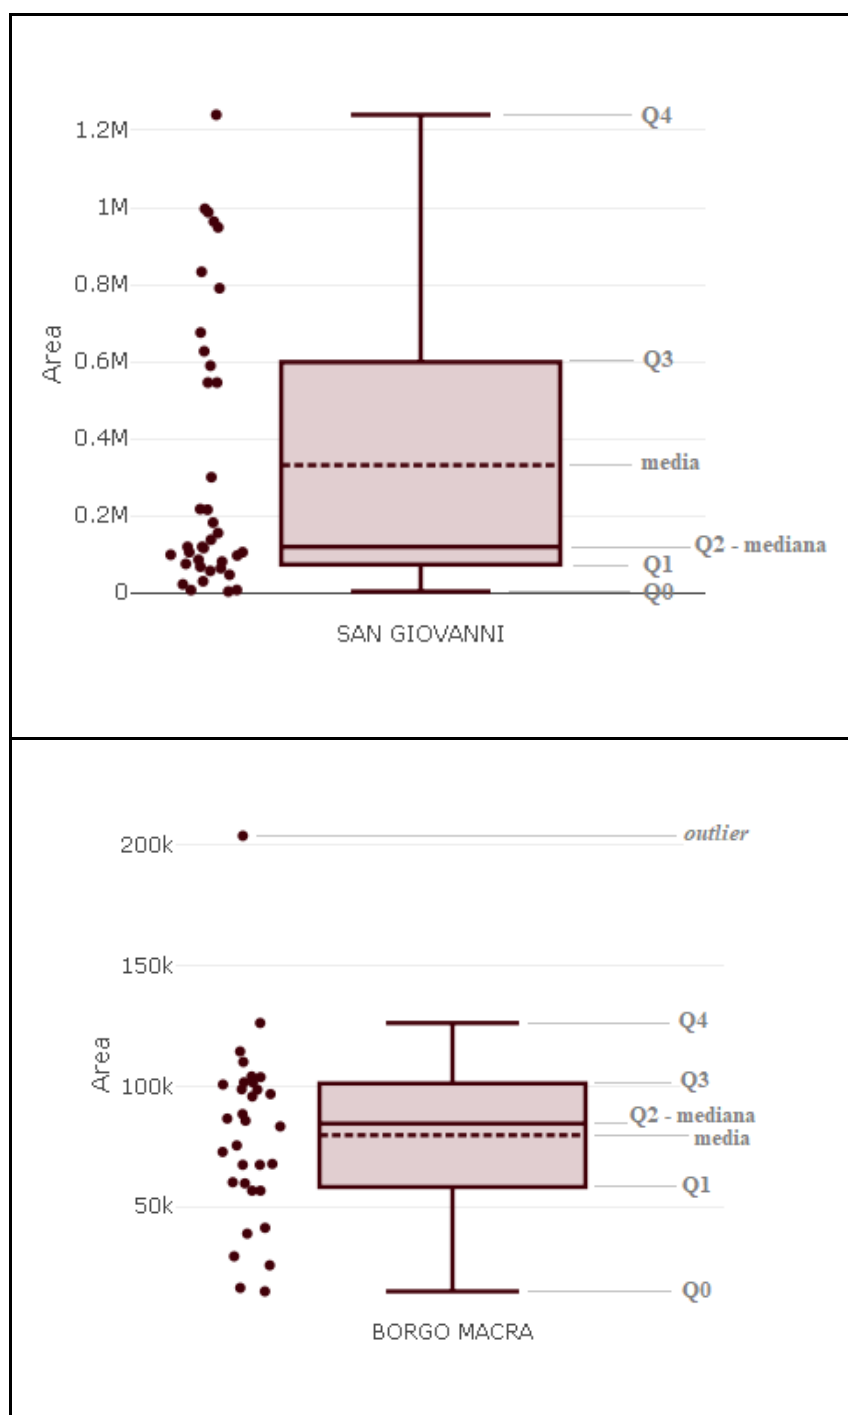 Q4
1.2M
1M
0.8M
0.6M
Q3
Area
0.4M
media
0.2M
Q2 - mediana
Q1
0
Q0
SAN GIOVANNI
outlier
200k
150k
Q4
Area
100k
Q3
Q2 - mediana
media
Q1
50k
Q0
BORGO MACRA